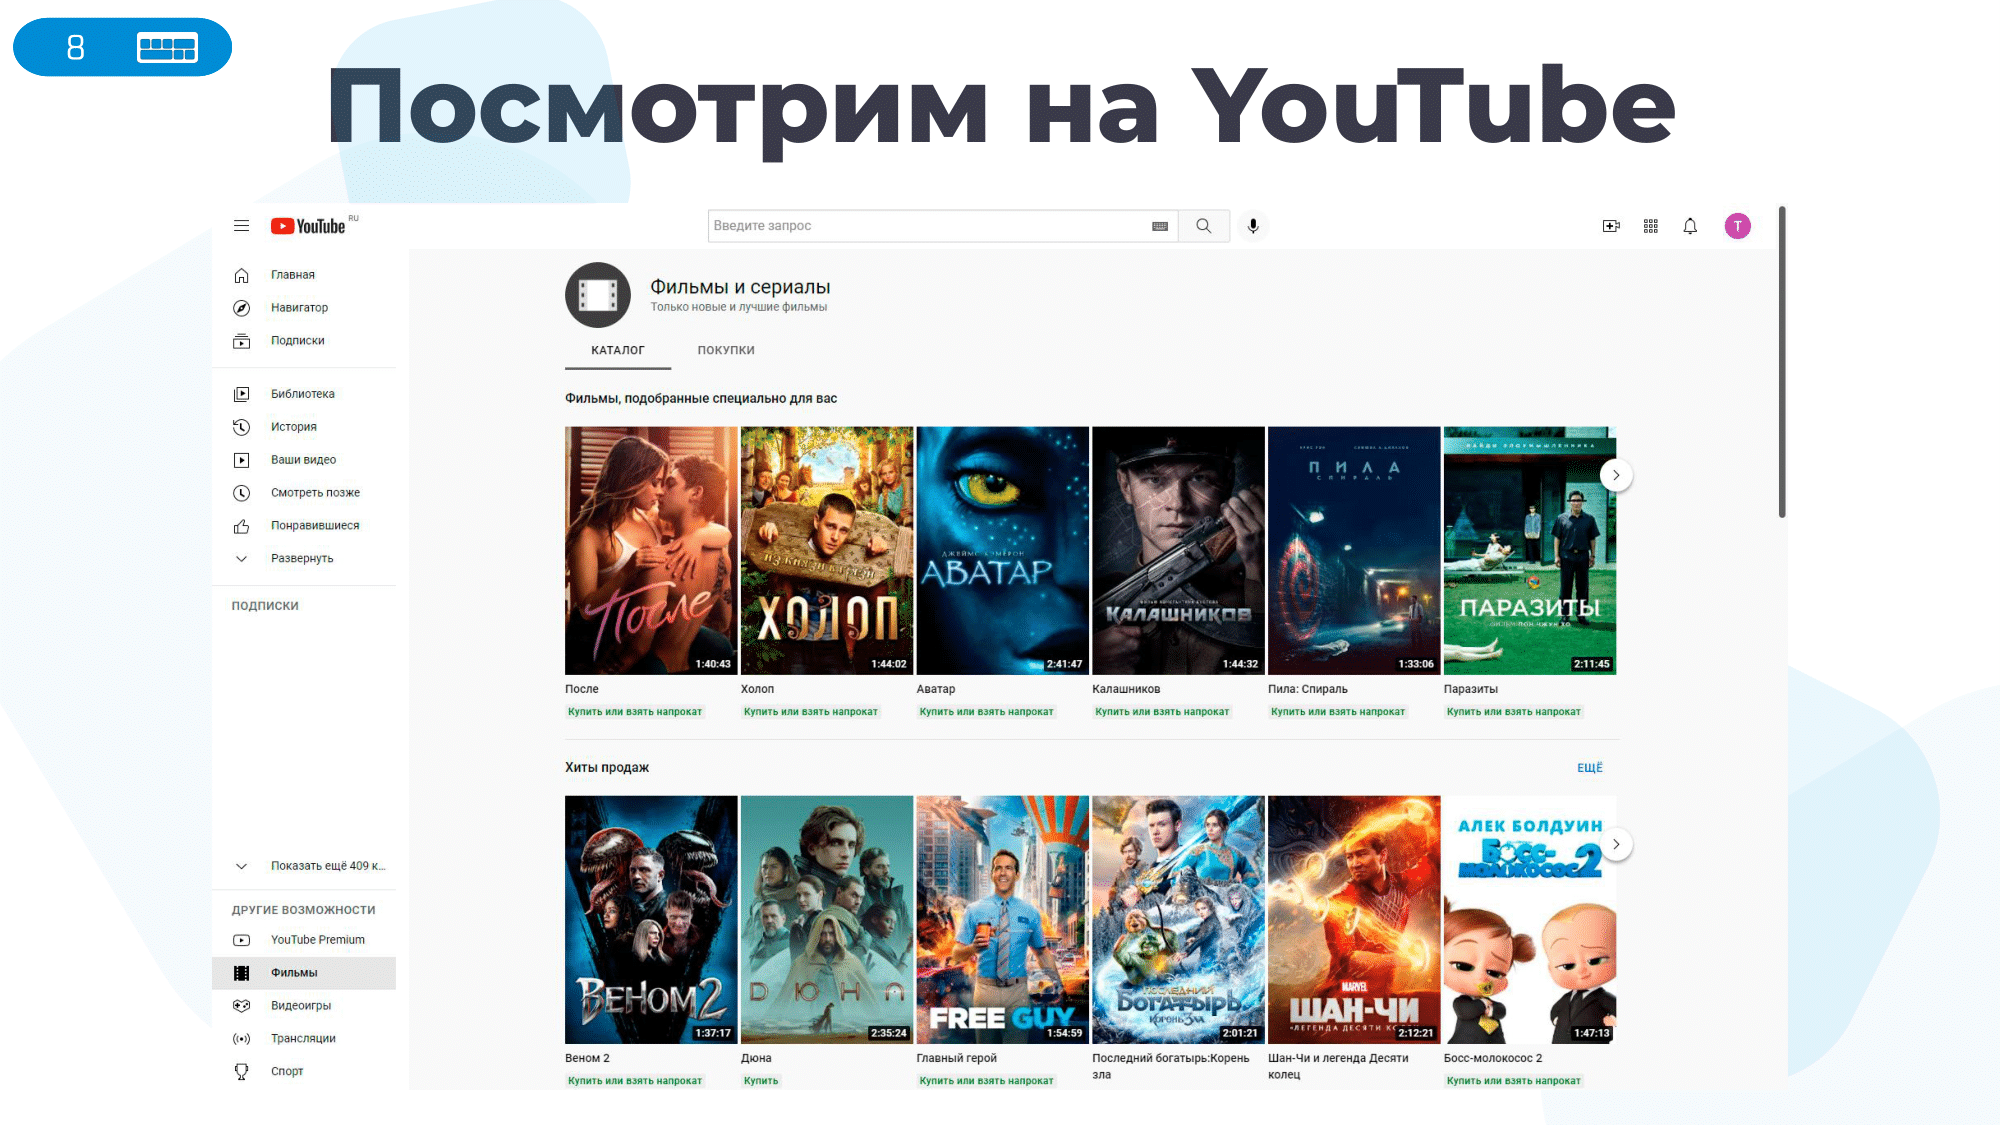 8
Посмотрим на YouTube
YouTube RU
Введите запрос
T
Главная
Навигатор
Подписки
Библиотека
История
Ваши видео
Смотреть позже
Понравившиеся
Развернуть
ПОДПИСКИ
Показать ещё 409 к...
ДРУГИЕ ВОЗМОЖНОСТИ
YouTube Premium
Фильмы
Видеоигры
Трансляции
Спорт
Фильмы и сериалы
Только новые и лучшие фильмы
КАТАЛОГ ПОКУПКИ
Фильмы, подобранные специально для вас
После
1:40:43
ИЗ КНЯЗИ В ГРЯЗИ
ХОЛОП
1:44:02
ДЖЕЙМС КЭМЕРОН
АВАТАР
2:41:47
КАЛАШНИКОВ
1:44:32
ПИЛА
СПИРАЛЬ
1:33:06
НАЙДИ ЗЛОУМЫШЛЕННИКА
ПАРАЗИТЫ
ФИЛЬМ ПОН ЧЖУН ХО
2:11:45
После Холоп Аватар Калашников Пила: Спираль Паразиты
Купить или взять напрокат Купить или взять напрокат Купить или взять напрокат Купить или взять напрокат Купить или взять напрокат Купить или взять напрокат
Хиты продаж ЕЩЁ
ВЕНОМ 2
1:37:17
ДЮНА
2:35:24
FREE GUY
1:54:59
ПОСЛЕДНИЙ
БОГАТЫРЬ
КОРЕНЬ ЗЛА
2:01:21
MARVEL
ШАН-ЧИ
И ЛЕГЕНДА ДЕСЯТИ
2:12:21
АЛЕК БОЛДУИН
БОСС-
МОЛОКОСОС 2
1:47:13
Веном 2 Дюна Главный герой Последний богатырь:Корень зла Шан-Чи и легенда Десяти колец Босс-молокосос 2
Купить или взять напрокат Купить Купить или взять напрокат Купить или взять напрокат